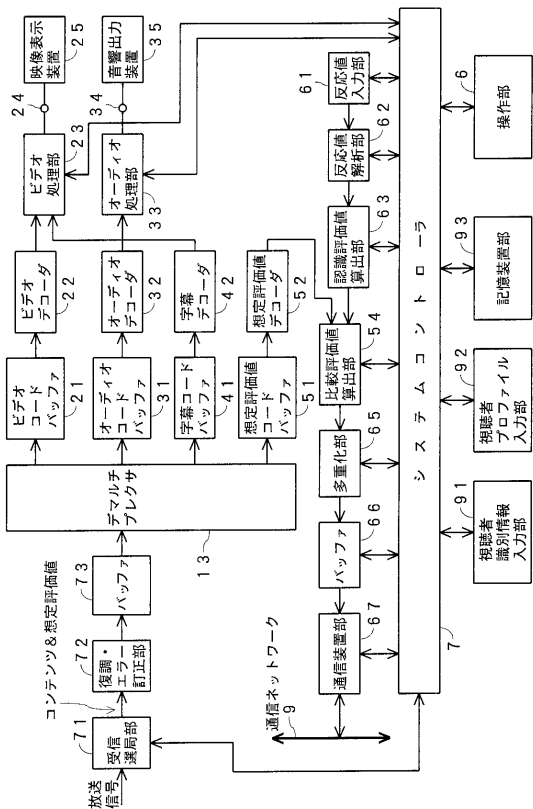 放送
信号
受信
選局部
71
コンテンツ&想定評価値
復調・
エラー
訂正部
72
バッファ
73
デマルチ
プレクサ
13
ビデオ
コード
バッファ
21
ビデオデコーダ
22
ビデオ
処理部
23
24
映像表示
装置
25
オーディオ
コード
バッファ
31
オーディオデコーダ
32
オーディオ
処理部
33
34
音響出力
装置
35
字幕コード
バッファ
41
字幕
デコーダ
42
想定評価値
コード
バッファ
51
想定評価値
デコーダ
52
通信ネットワーク
9
通信装置部
67
バッファ
66
多重化部
65
比較評価値
算出部
54
認識評価値
算出部
63
反応値
解析部
62
反応値
入力部
61
システムコントローラ
7
視聴者
識別情報
入力部
91
視聴者
プロファイル
入力部
92
記憶装置部
93
操作部
6